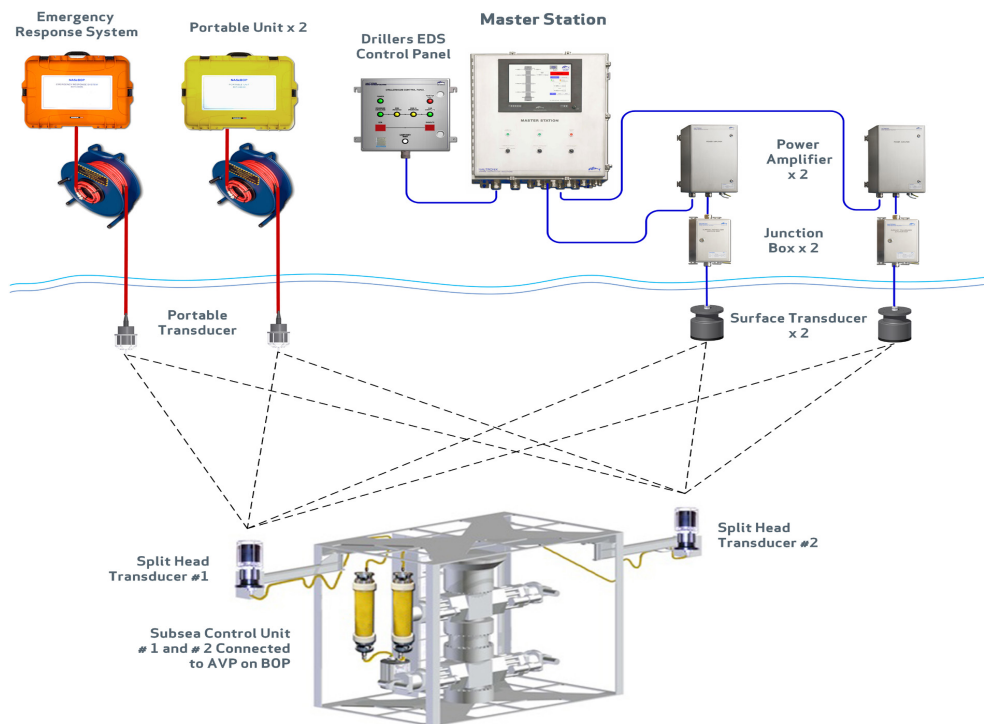 Emergency
Response System
Portable Unit x 2
Drillers EDS
Control Panel
Master Station
MASTER STATION
Power
Amplifier
x 2
Junction
Box x 2
Portable
Transducer
Surface Transducer
x 2
Split Head
Transducer #1
Split Head
Transducer #2
Subsea Control Unit
# 1 and # 2 Connected
to AVP on BOP